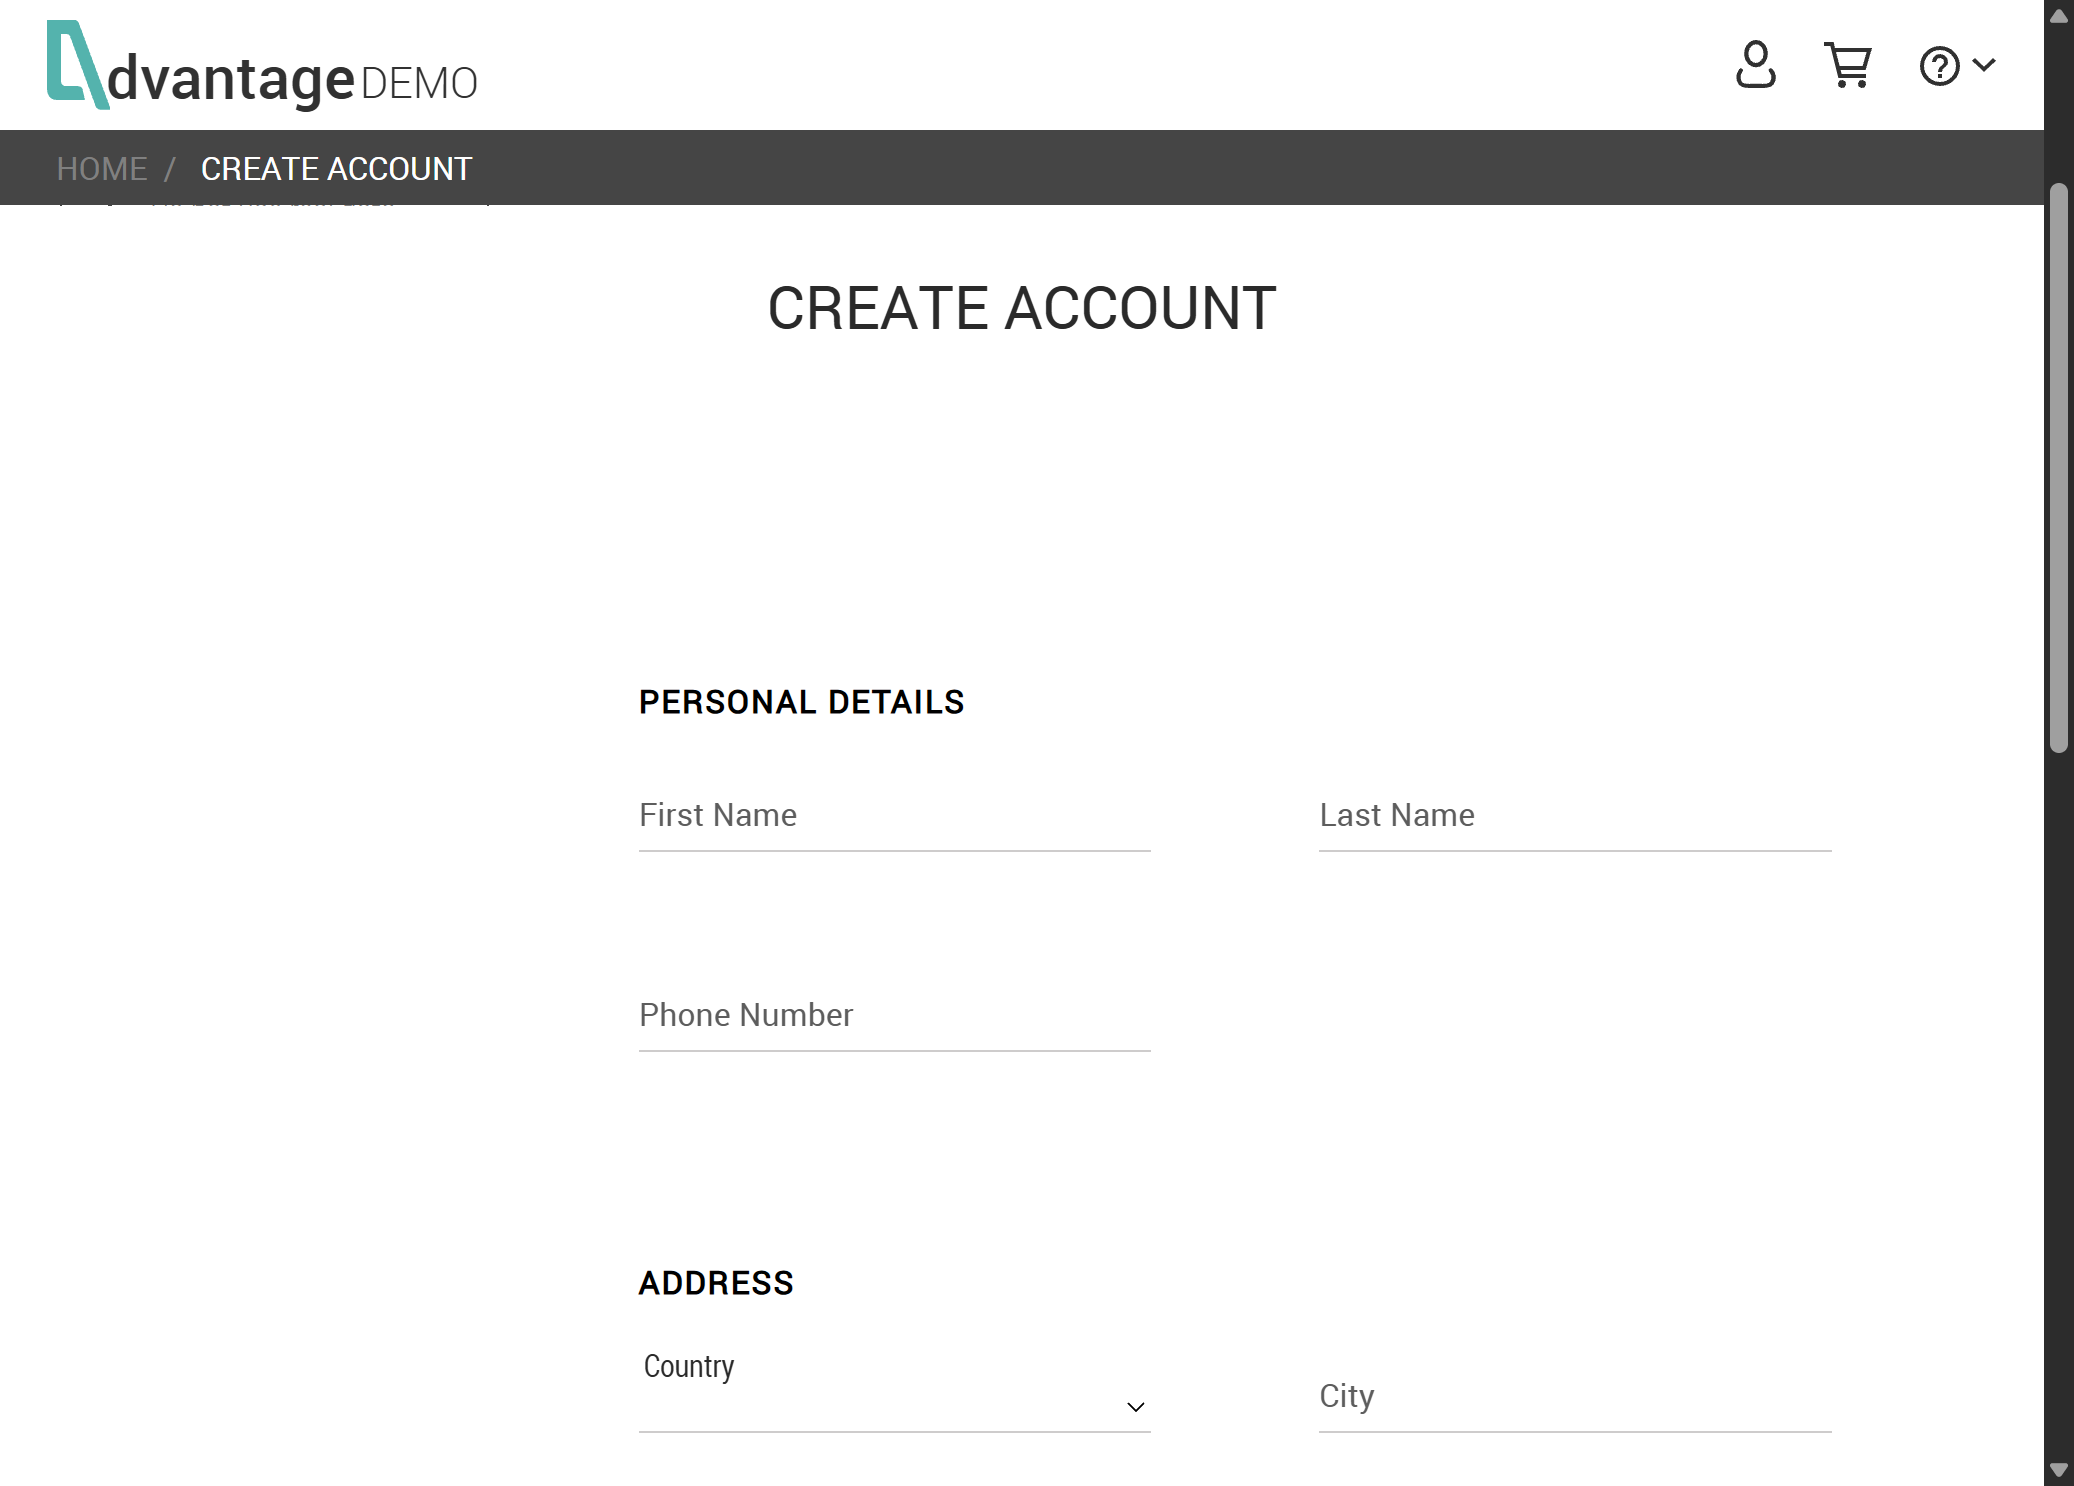 dvantage DEMO
HOME / CREATE ACCOUNT
CREATE ACCOUNT
PERSONAL DETAILS
First Name
Last Name
Phone Number
ADDRESS
Country
City